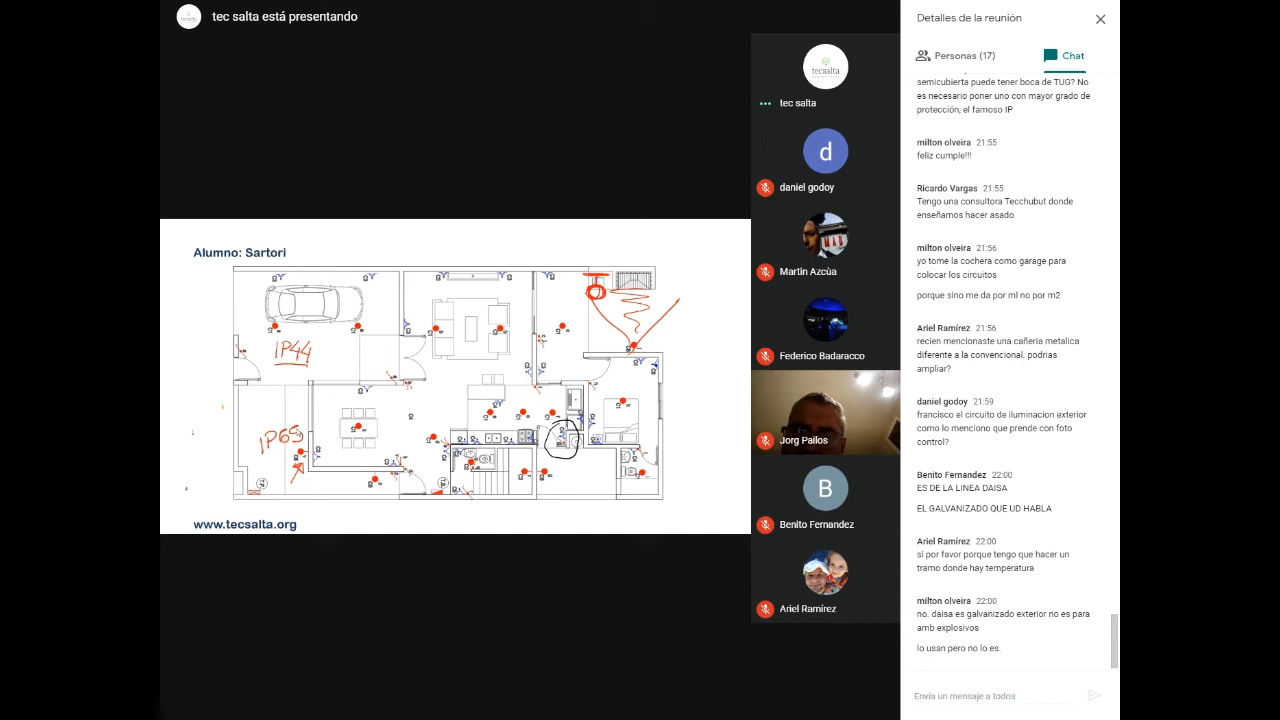 tec salta está presentando
Alumno: Sartori
IP44
IP65
www.tecsalta.org
tecsalta
tec salta
d
daniel godoy
Martin Azcùa
Federico Badaracco
Jorg Pailos
B
Benito Fernandez
Ariel Ramírez
Detalles de la reunión
Personas (17)
Chat
semicubierta puede tener boca de TUG? No
es necesario poner uno con mayor grado de
protección, el famoso IP
milton olveira 21:55
feliz cumple!!!
Ricardo Vargas 21:55
Tengo una consultora Tecchubut donde
enseñamos hacer asado
milton olveira 21:56
yo tome la cochera como garage para
colocar los circuitos
porque sino me da por ml no por m2
Ariel Ramírez 21:56
recien mencionaste una cañeria metalica
diferente a la convencional. podrias
ampliar?
daniel godoy 21:59
francisco el circuito de iluminacion exterior
como lo menciono que prende con foto
control?
Benito Fernandez 22:00
ES DE LA LINEA DAISA
EL GALVANIZADO QUE UD HABLA
Ariel Ramírez 22:00
si por favor porque tengo que hacer un
tramo donde hay temperatura
milton olveira 22:00
no. daisa es galvanizado exterior no es para
amb explosivos
lo usan pero no lo es.
Envía un mensaje a todos